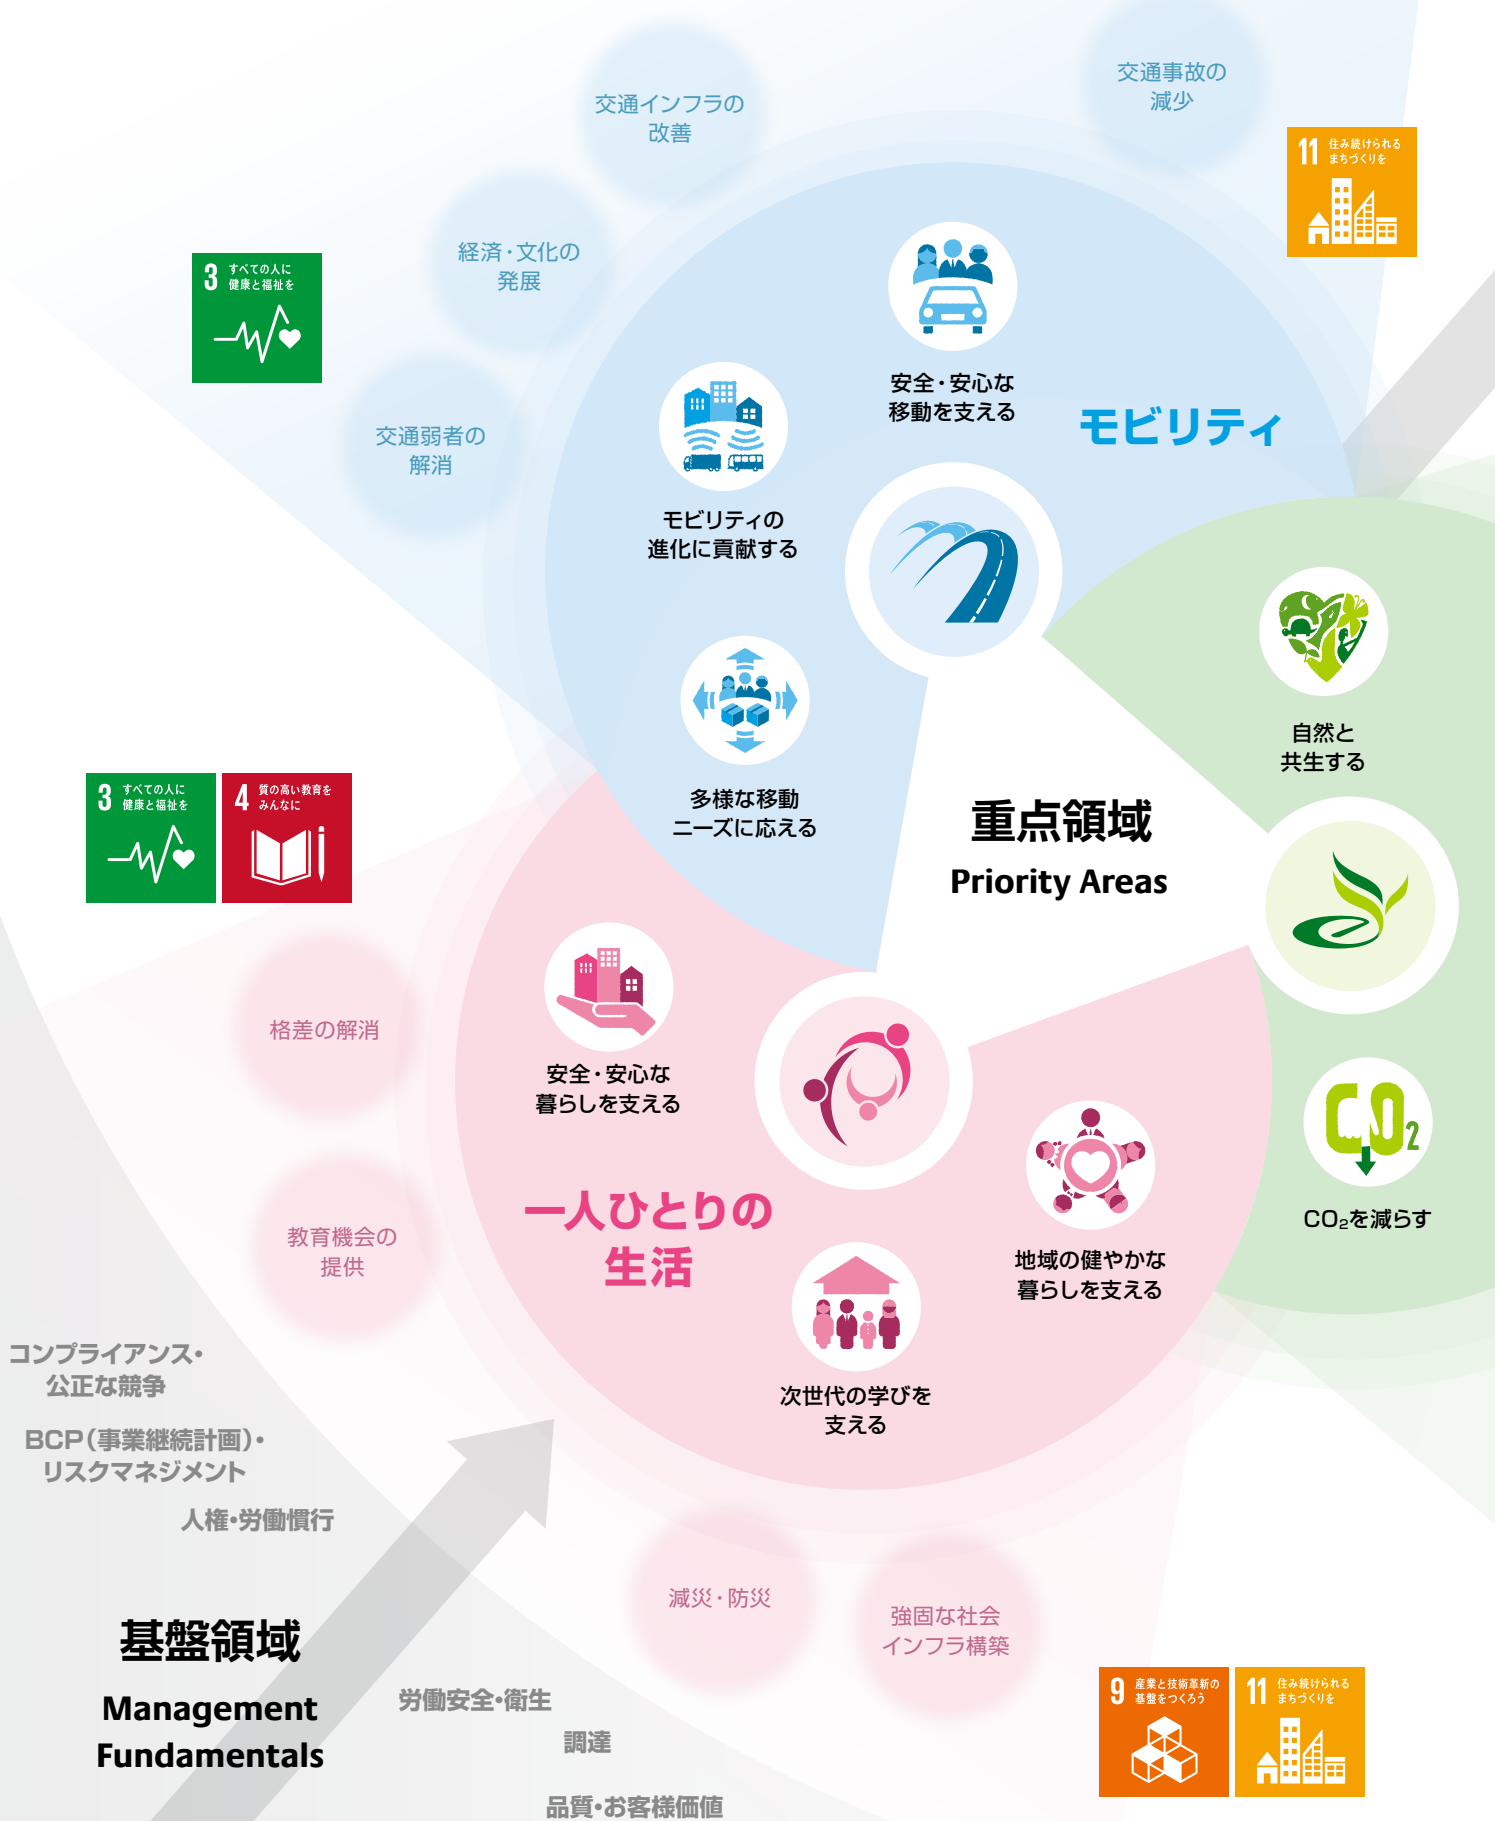 交通事故の
減少
交通インフラの
改善
経済・文化の
発展
交通弱者の
解消
11 住み続けられる
まちづくりを
3 すべての人に
健康と福祉を
安全・安心な
移動を支える
モビリティ
モビリティの
進化に貢献する
多様な移動
ニーズに応える
自然と
共生する
重点領域
Priority Areas
3 すべての人に
健康と福祉を
4 質の高い教育を
みんなに
格差の解消
安全・安心な
暮らしを支える
CO2
CO₂を減らす
一人ひとりの
生活
教育機会の
提供
地域の健やかな
暮らしを支える
次世代の学びを
支える
コンプライアンス・
公正な競争
BCP(事業継続計画)・
リスクマネジメント
人権・労働慣行
減災・防災
強固な社会
インフラ構築
基盤領域
Management
Fundamentals
労働安全・衛生
調達
品質・お客様価値
9 産業と技術革新の
基盤をつくろう
11 住み続けられる
まちづくりを